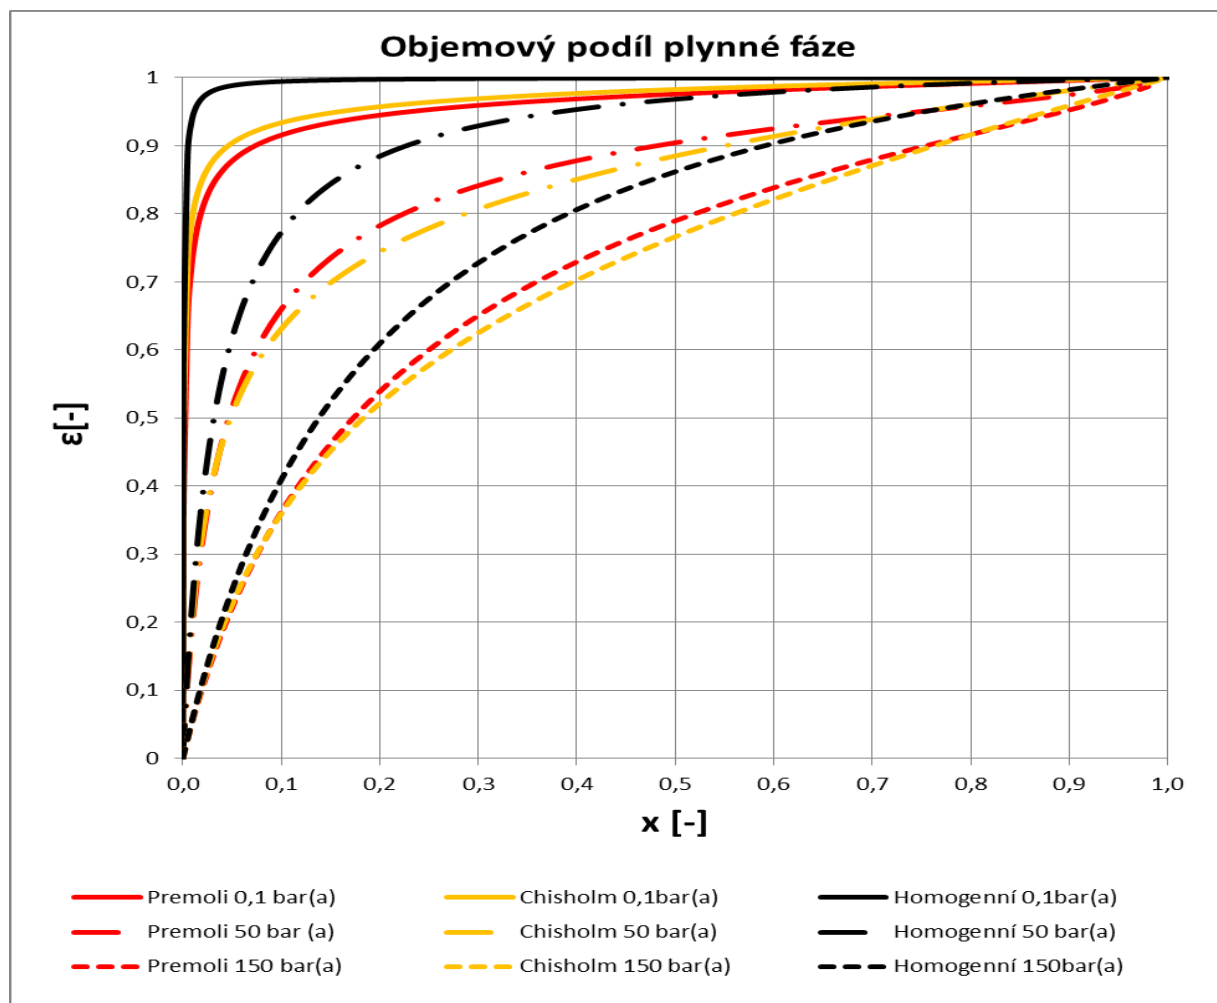 Objemový podíl plynné fáze
1
0,9
0,8
0,7
0,6
0,5
0,4
0,3
0,2
0,1
0
ε[-]
0,0 0,1 0,2 0,3 0,4 0,5 0,6 0,7 0,8 0,9 1,0
x [-]
Premoli 0,1 bar(a) Chisholm 0,1bar(a) Homogenní 0,1bar(a)
Premoli 50 bar (a) Chisholm 50 bar(a) Homogenní 50 bar(a)
Premoli 150 bar(a) Chisholm 150 bar(a) Homogenní 150bar(a)